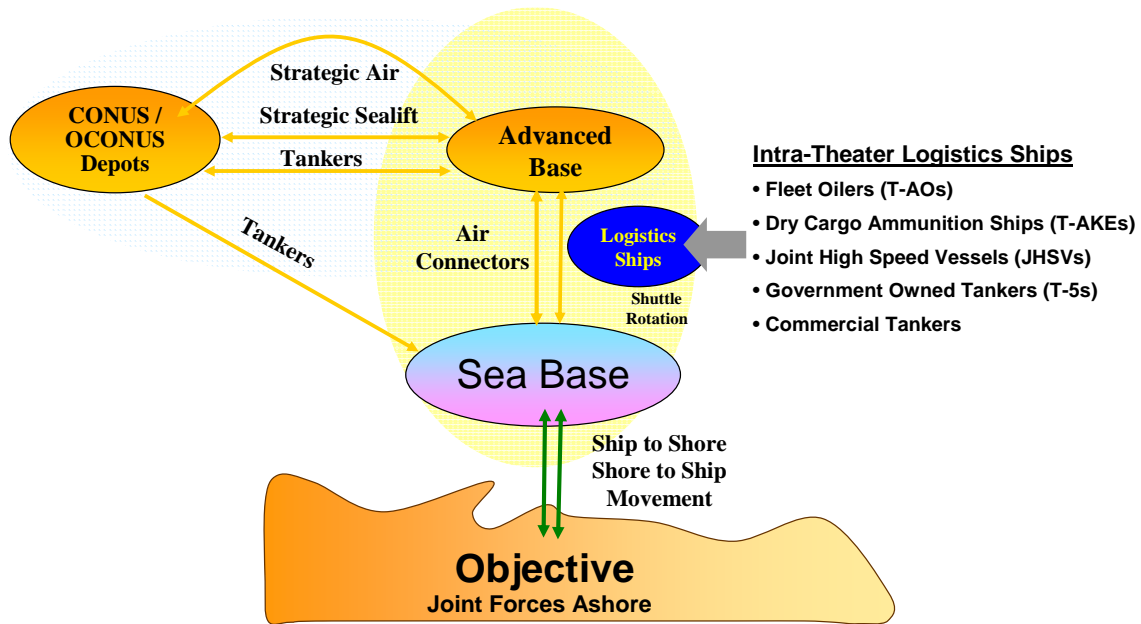 Strategic Air
CONUS /
OCONUS
Depots
Strategic Sealift
Tankers
Advanced
Base
Tankers
Air
Connectors
Logistics
Ships
Shuttle
Rotation
Intra-Theater Logistics Ships
• Fleet Oilers (T-AOs)
• Dry Cargo Ammunition Ships (T-AKEs)
• Joint High Speed Vessels (JHSVs)
• Government Owned Tankers (T-5s)
• Commercial Tankers
Sea Base
Ship to Shore
Shore to Ship
Movement
Objective
Joint Forces Ashore